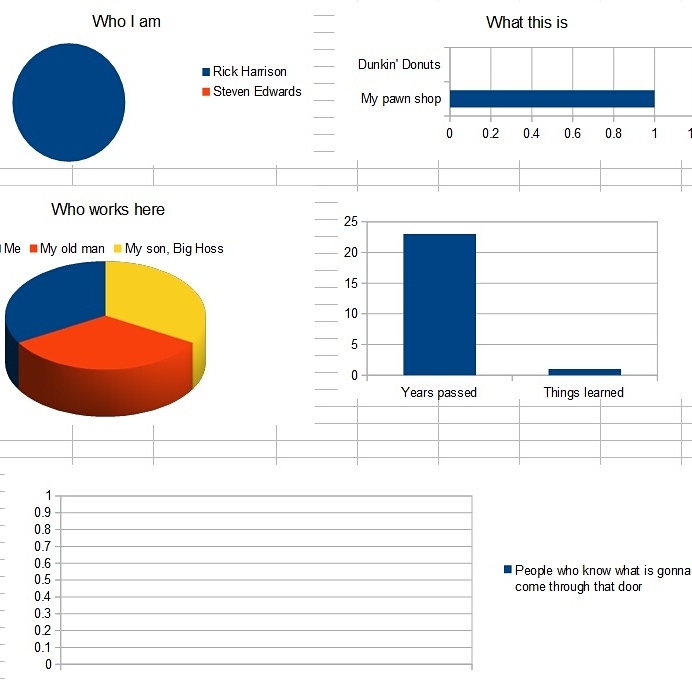 Who I am
Rick Harrison
Steven Edwards
What this is
Dunkin' Donuts
My pawn shop
0 0.2 0.4 0.6 0.8 1 1
Who works here
Me My old man My son, Big Hoss
25
20
15
10
5
0
Years passed Things learned
1
0.9
0.8
0.7
0.6
0.5
0.4
0.3
0.2
0.1
0
People who know what is gonna
come through that door